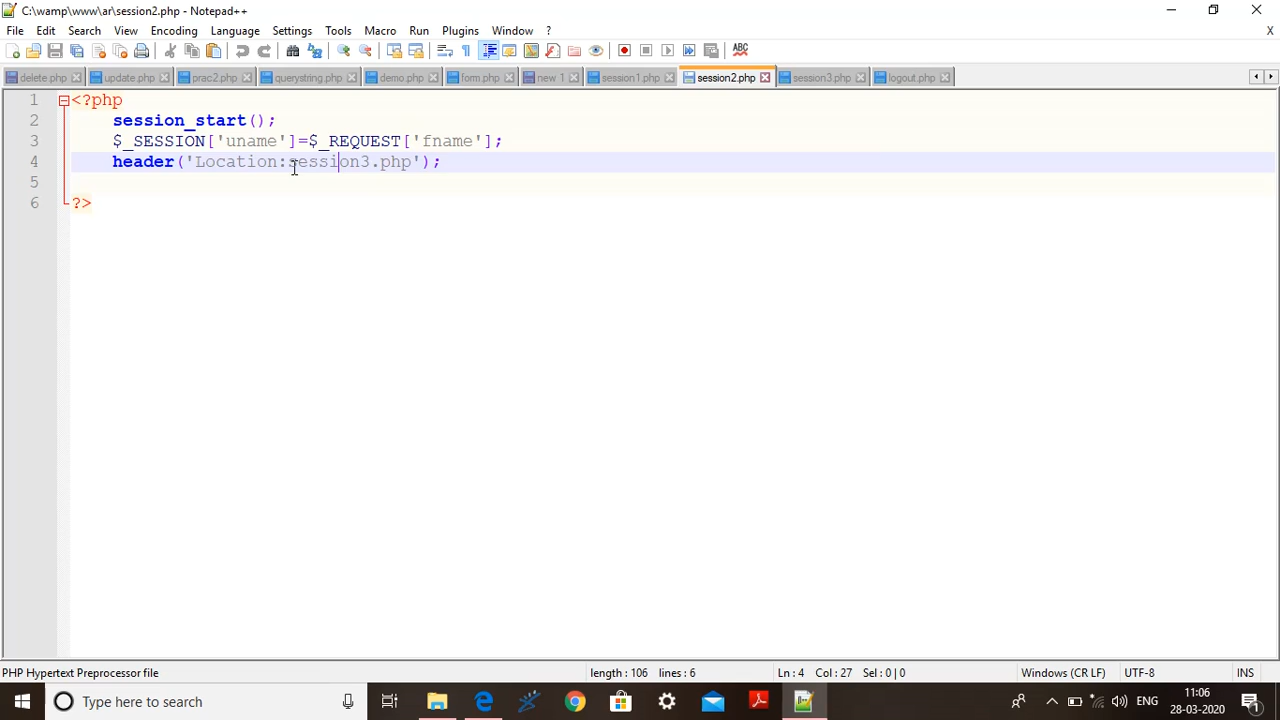 C:\wamp\www\ar\session2.php - Notepad++
File Edit Search View Encoding Language Settings Tools Macro Run Plugins Window ? X
delete.php update.php prac2.php querystring.php demo.php form.php new 1 session1.php session2.php session3.php logout.php
1 <?php
2 session_start();
3 $_SESSION['uname']=$_REQUEST['fname'];
4 header('Location:session3.php');
5
6 ?>
PHP Hypertext Preprocessor file length : 106 lines : 6 Ln : 4 Col : 27 Sel : 0 | 0 Windows (CR LF) UTF-8 INS
Type here to search ENG 11:06
28-03-2020 1